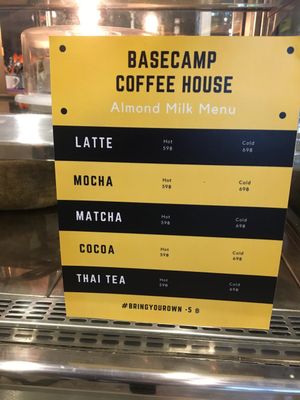 BASECAMP
COFFEE HOUSE
Almond Milk Menu
LATTE Hot 59฿ Cold 69฿
MOCHA Hot 59฿ Cold 69฿
MATCHA Hot 59฿ Cold 69฿
COCOA Hot 59฿ Cold 69฿
THAI TEA Hot 59฿ Cold 69฿
#BRINGYOUROWN -5 ฿